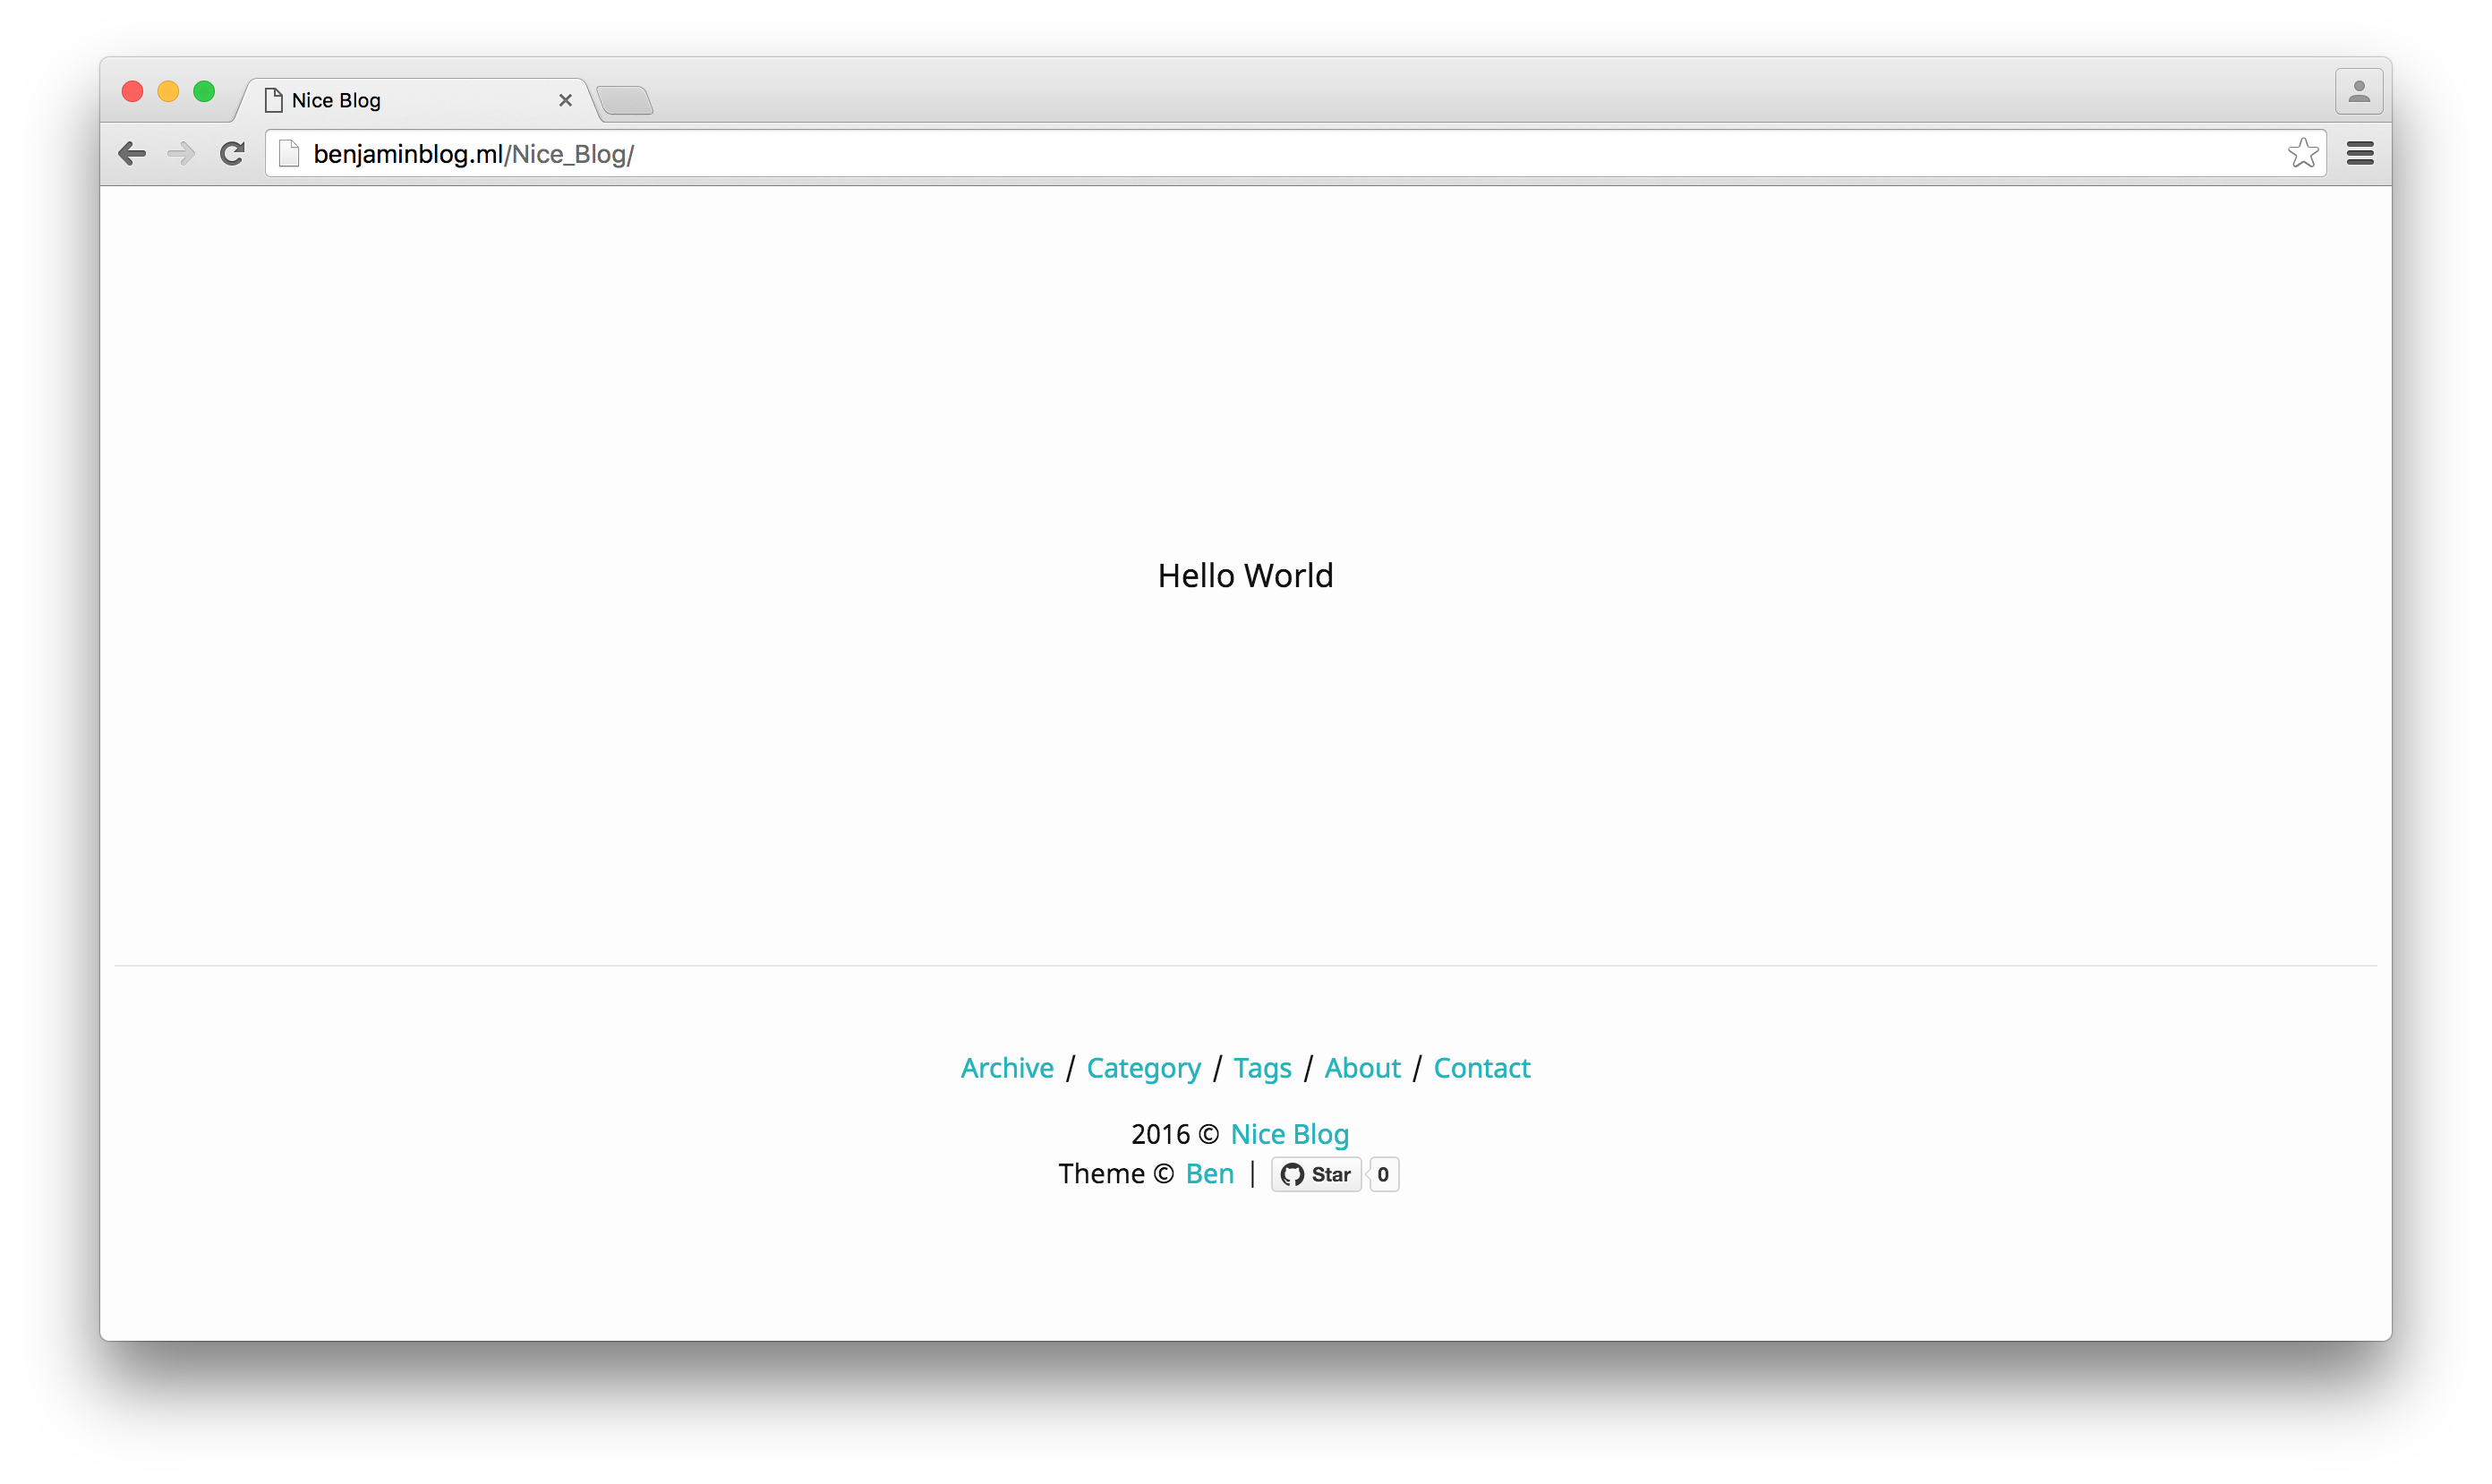 Nice Blog
benjaminblog.ml/Nice_Blog/
Hello World
Archive / Category / Tags / About / Contact
2016 © Nice Blog
Theme © Ben | Star 0